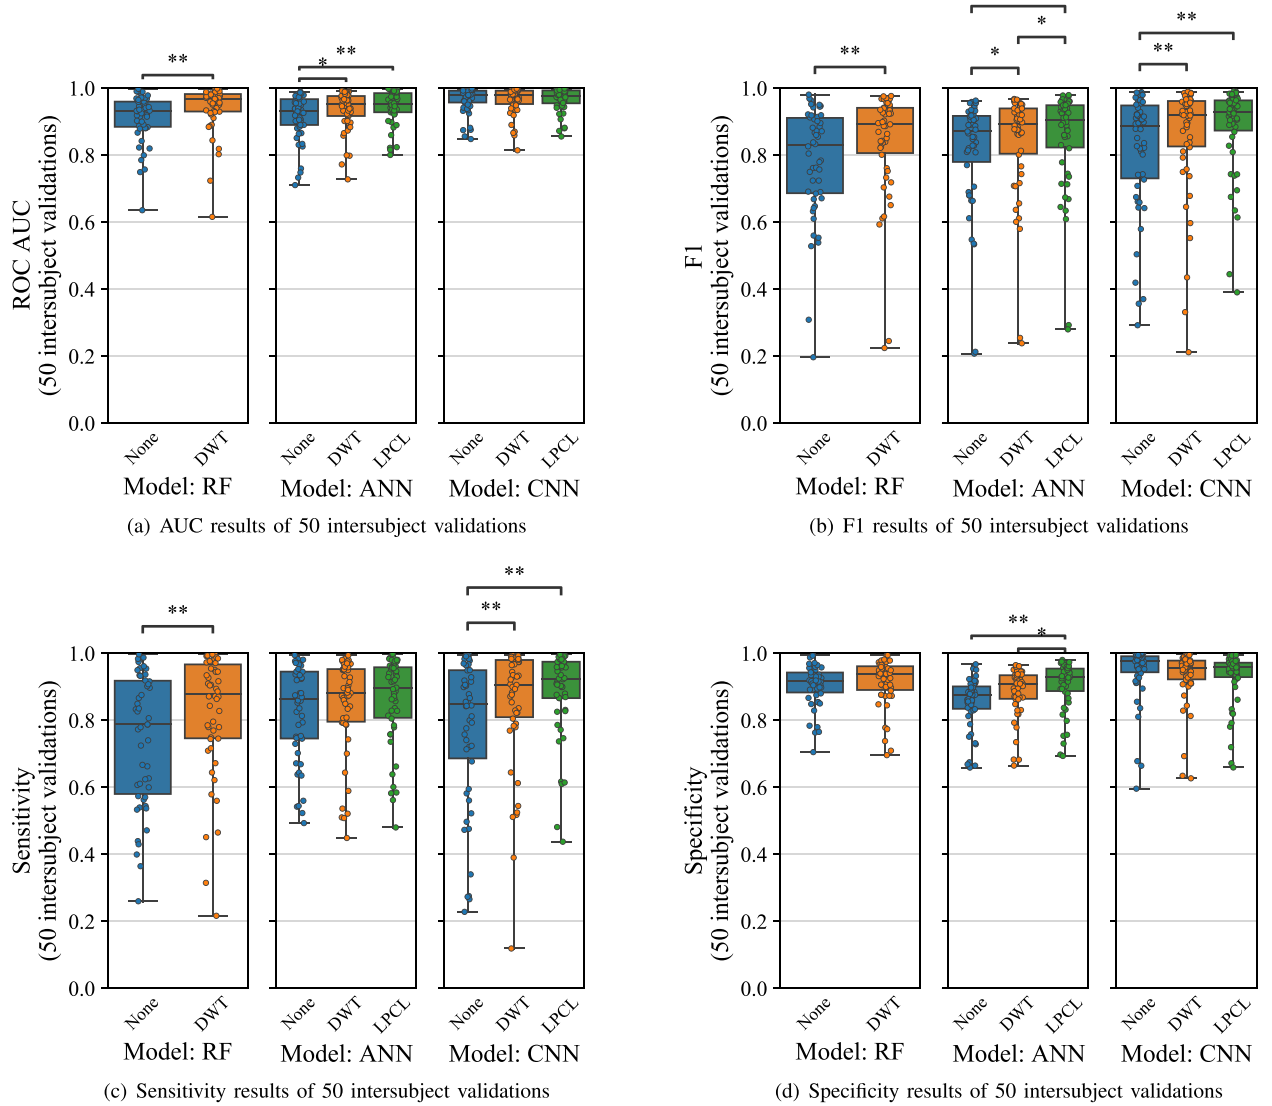 **
**
*
1.0
0.8
0.6
0.4
0.2
0.0
ROC AUC
(50 intersubject validations)
None
DWT
None
DWT
LPCL
None
DWT
LPCL
Model: RF
Model: ANN
Model: CNN
(a) AUC results of 50 intersubject validations
**
*
*
**
**
1.0
0.8
0.6
0.4
0.2
0.0
F1
(50 intersubject validations)
None
DWT
None
DWT
LPCL
None
DWT
LPCL
Model: RF
Model: ANN
Model: CNN
(b) F1 results of 50 intersubject validations
**
**
**
1.0
0.8
0.6
0.4
0.2
0.0
Sensitivity
(50 intersubject validations)
None
DWT
None
DWT
LPCL
None
DWT
LPCL
Model: RF
Model: ANN
Model: CNN
(c) Sensitivity results of 50 intersubject validations
**
*
1.0
0.8
0.6
0.4
0.2
0.0
Specificity
(50 intersubject validations)
None
DWT
None
DWT
LPCL
None
DWT
LPCL
Model: RF
Model: ANN
Model: CNN
(d) Specificity results of 50 intersubject validations